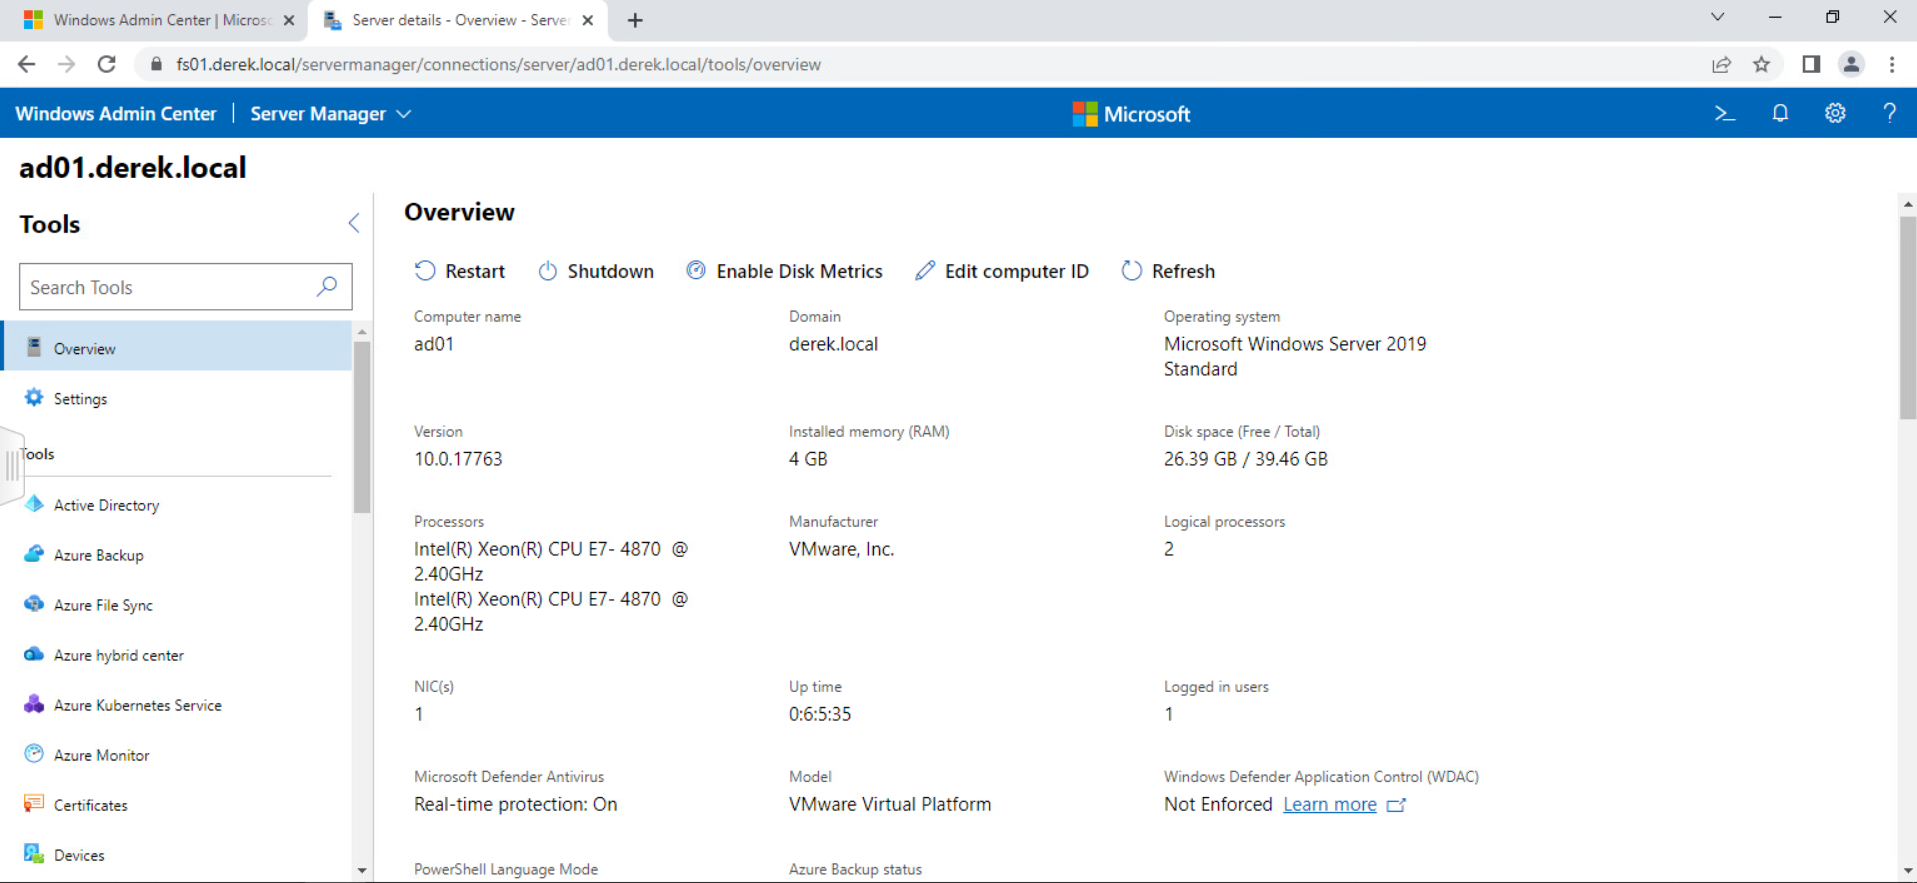 Windows Admin Center | Micros
Server details - Overview - Server
fs01.derek.local/servermanager/connections/server/ad01.derek.local/tools/overview
Windows Admin Center
Server Manager
Microsoft
ad01.derek.local
Tools
Search Tools
Overview
Settings
Tools
Active Directory
Azure Backup
Azure File Sync
Azure hybrid center
Azure Kubernetes Service
Azure Monitor
Certificates
Devices
Overview
Restart
Shutdown
Enable Disk Metrics
Edit computer ID
Refresh
Computer name
ad01
Domain
derek.local
Operating system
Microsoft Windows Server 2019
Standard
Version
10.0.17763
Installed memory (RAM)
4 GB
Disk space (Free / Total)
26.39 GB / 39.46 GB
Processors
Intel(R) Xeon(R) CPU E7- 4870 @
2.40GHz
Intel(R) Xeon(R) CPU E7- 4870 @
2.40GHz
Manufacturer
VMware, Inc.
Logical processors
2
NIC(s)
1
Up time
0:6:5:35
Logged in users
1
Microsoft Defender Antivirus
Real-time protection: On
Model
VMware Virtual Platform
Windows Defender Application Control (WDAC)
Not Enforced Learn more
PowerShell Language Mode
Azure Backup status